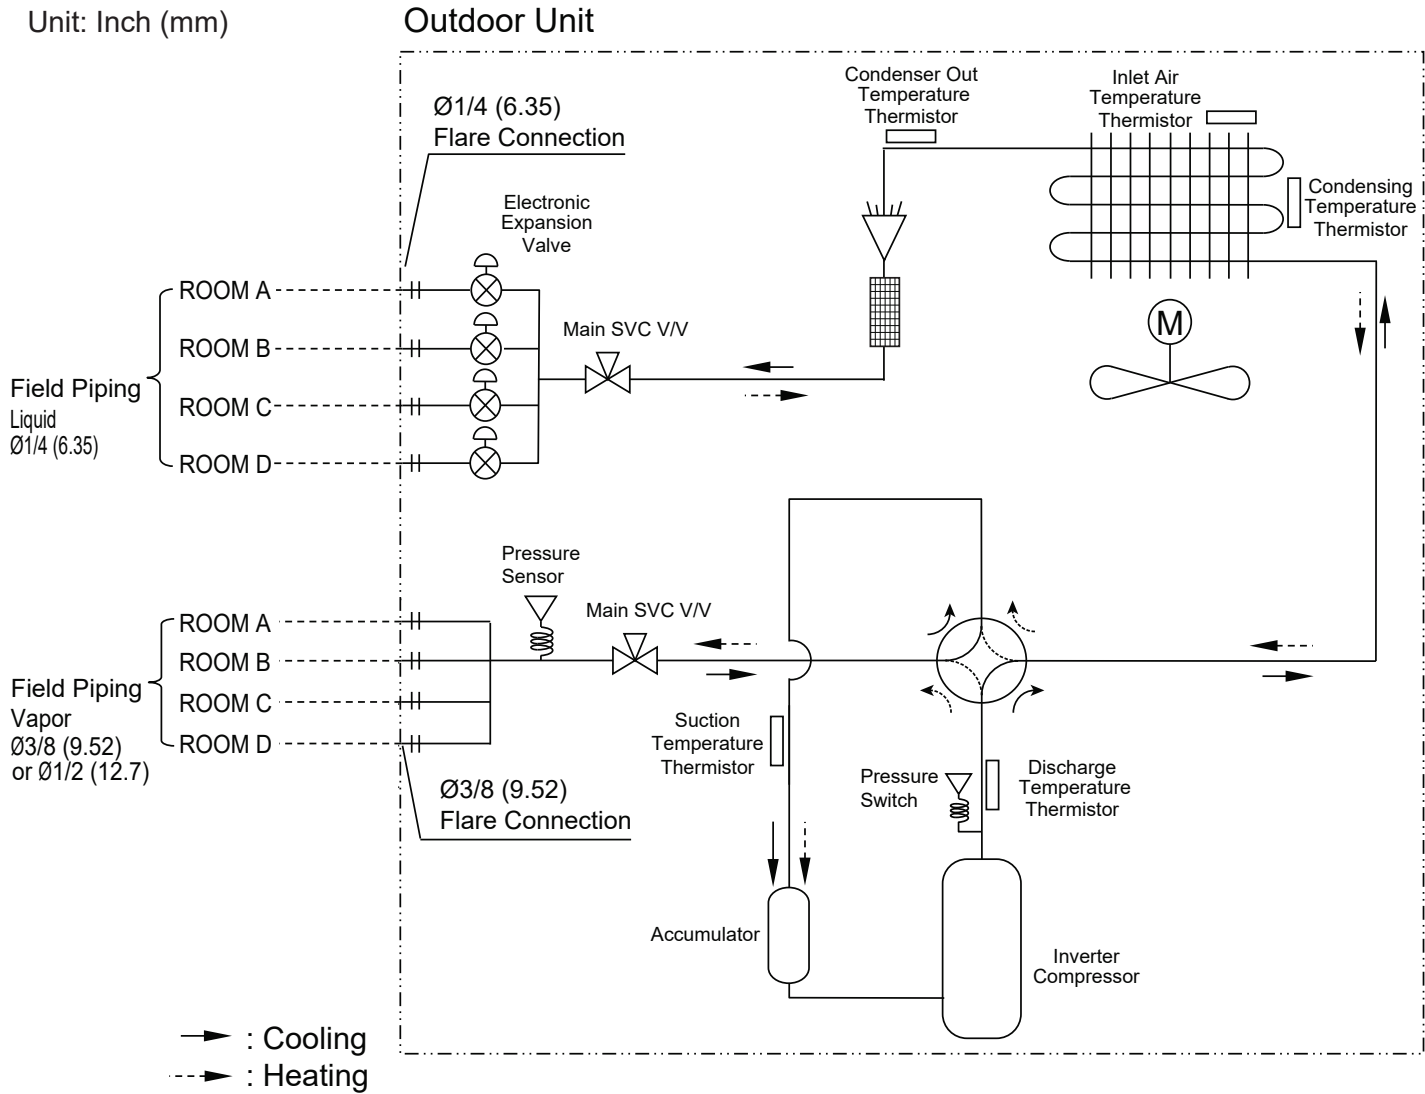 Unit: Inch (mm)
Outdoor Unit
Ø1/4 (6.35)
Flare Connection
Condenser Out
Temperature
Thermistor
Inlet Air
Temperature
Thermistor
Condensing
Temperature
Thermistor
Electronic
Expansion
Valve
ROOM A
ROOM B
ROOM C
ROOM D
Field Piping
Liquid
Ø1/4 (6.35)
Main SVC V/V
M
Pressure
Sensor
Main SVC V/V
ROOM A
ROOM B
ROOM C
ROOM D
Field Piping
Vapor
Ø3/8 (9.52)
or Ø1/2 (12.7)
Ø3/8 (9.52)
Flare Connection
Suction
Temperature
Thermistor
Pressure
Switch
Discharge
Temperature
Thermistor
Accumulator
Inverter
Compressor
: Cooling
: Heating